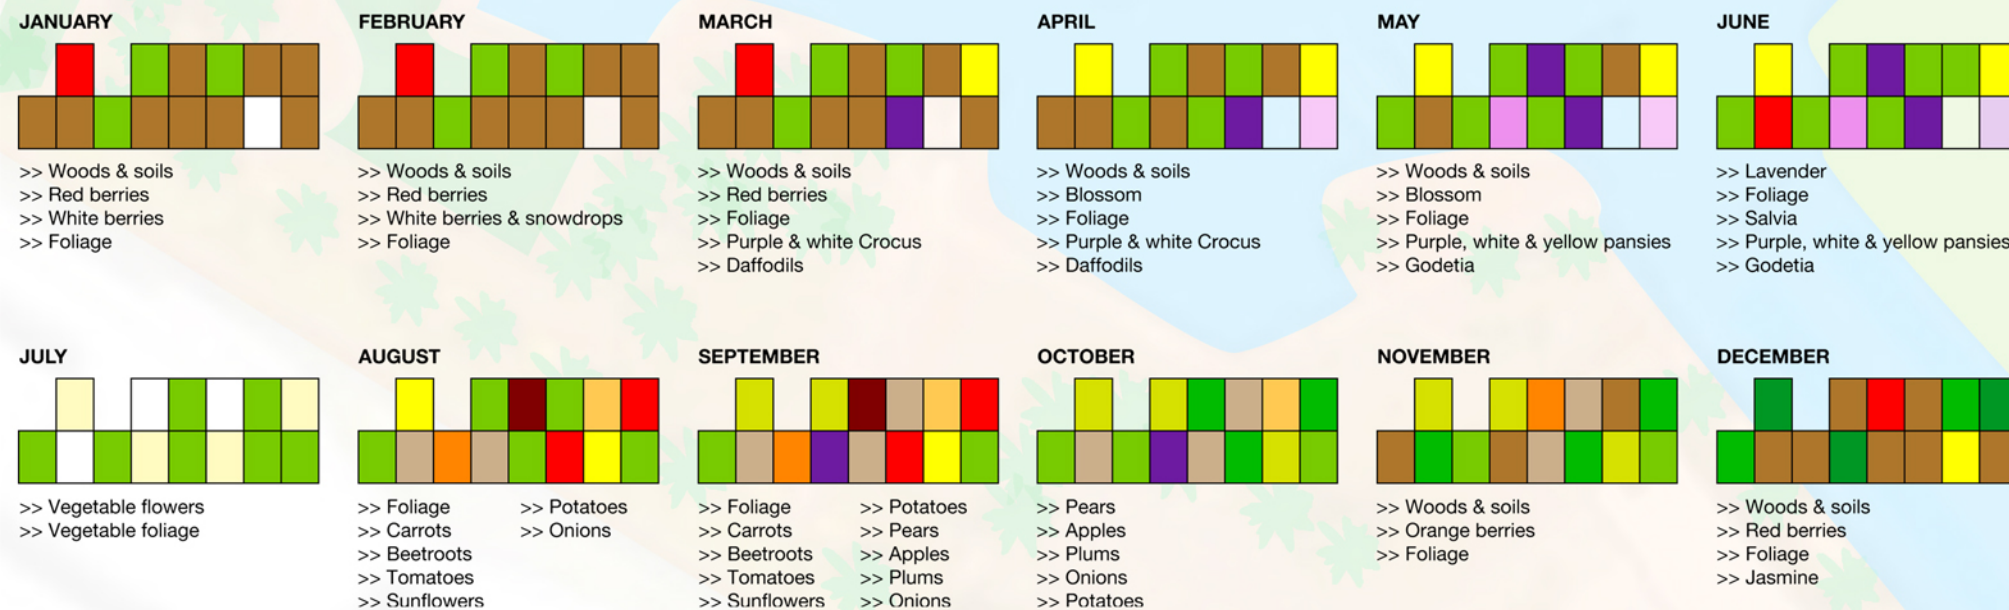 JANUARY
>> Woods & soils
>> Red berries
>> White berries
>> Foliage
FEBRUARY
>> Woods & soils
>> Red berries
>> White berries & snowdrops
>> Foliage
MARCH
>> Woods & soils
>> Red berries
>> Foliage
>> Purple & white Crocus
>> Daffodils
APRIL
>> Woods & soils
>> Blossom
>> Foliage
>> Purple & white Crocus
>> Daffodils
MAY
>> Woods & soils
>> Blossom
>> Foliage
>> Purple, white & yellow pansies
>> Godetia
JUNE
>> Lavender
>> Foliage
>> Salvia
>> Purple, white & yellow pansies
>> Godetia
JULY
>> Vegetable flowers
>> Vegetable foliage
AUGUST
>> Foliage
>> Carrots
>> Beetroots
>> Tomatoes
>> Sunflowers
>> Potatoes
>> Onions
SEPTEMBER
>> Foliage
>> Carrots
>> Beetroots
>> Tomatoes
>> Sunflowers
>> Potatoes
>> Pears
>> Apples
>> Plums
>> Onions
OCTOBER
>> Pears
>> Apples
>> Plums
>> Onions
>> Potatoes
NOVEMBER
>> Woods & soils
>> Orange berries
>> Foliage
DECEMBER
>> Woods & soils
>> Red berries
>> Foliage
>> Jasmine